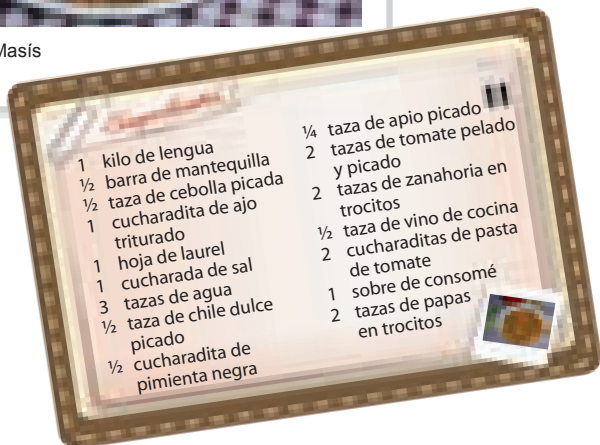 Masís
1 kilo de lengua
½ barra de mantequilla
½ taza de cebolla picada
1 cucharadita de ajo
triturado
1 hoja de laurel
1 cucharada de sal
3 tazas de agua
½ taza de chile dulce
picado
½ cucharadita de
pimienta negra
¼ taza de apio picado
2 tazas de tomate pelado
y picado
2 tazas de zanahoria en
trocitos
½ taza de vino de cocina
2 cucharaditas de pasta
de tomate
1 sobre de consomé
2 tazas de papas
en trocitos